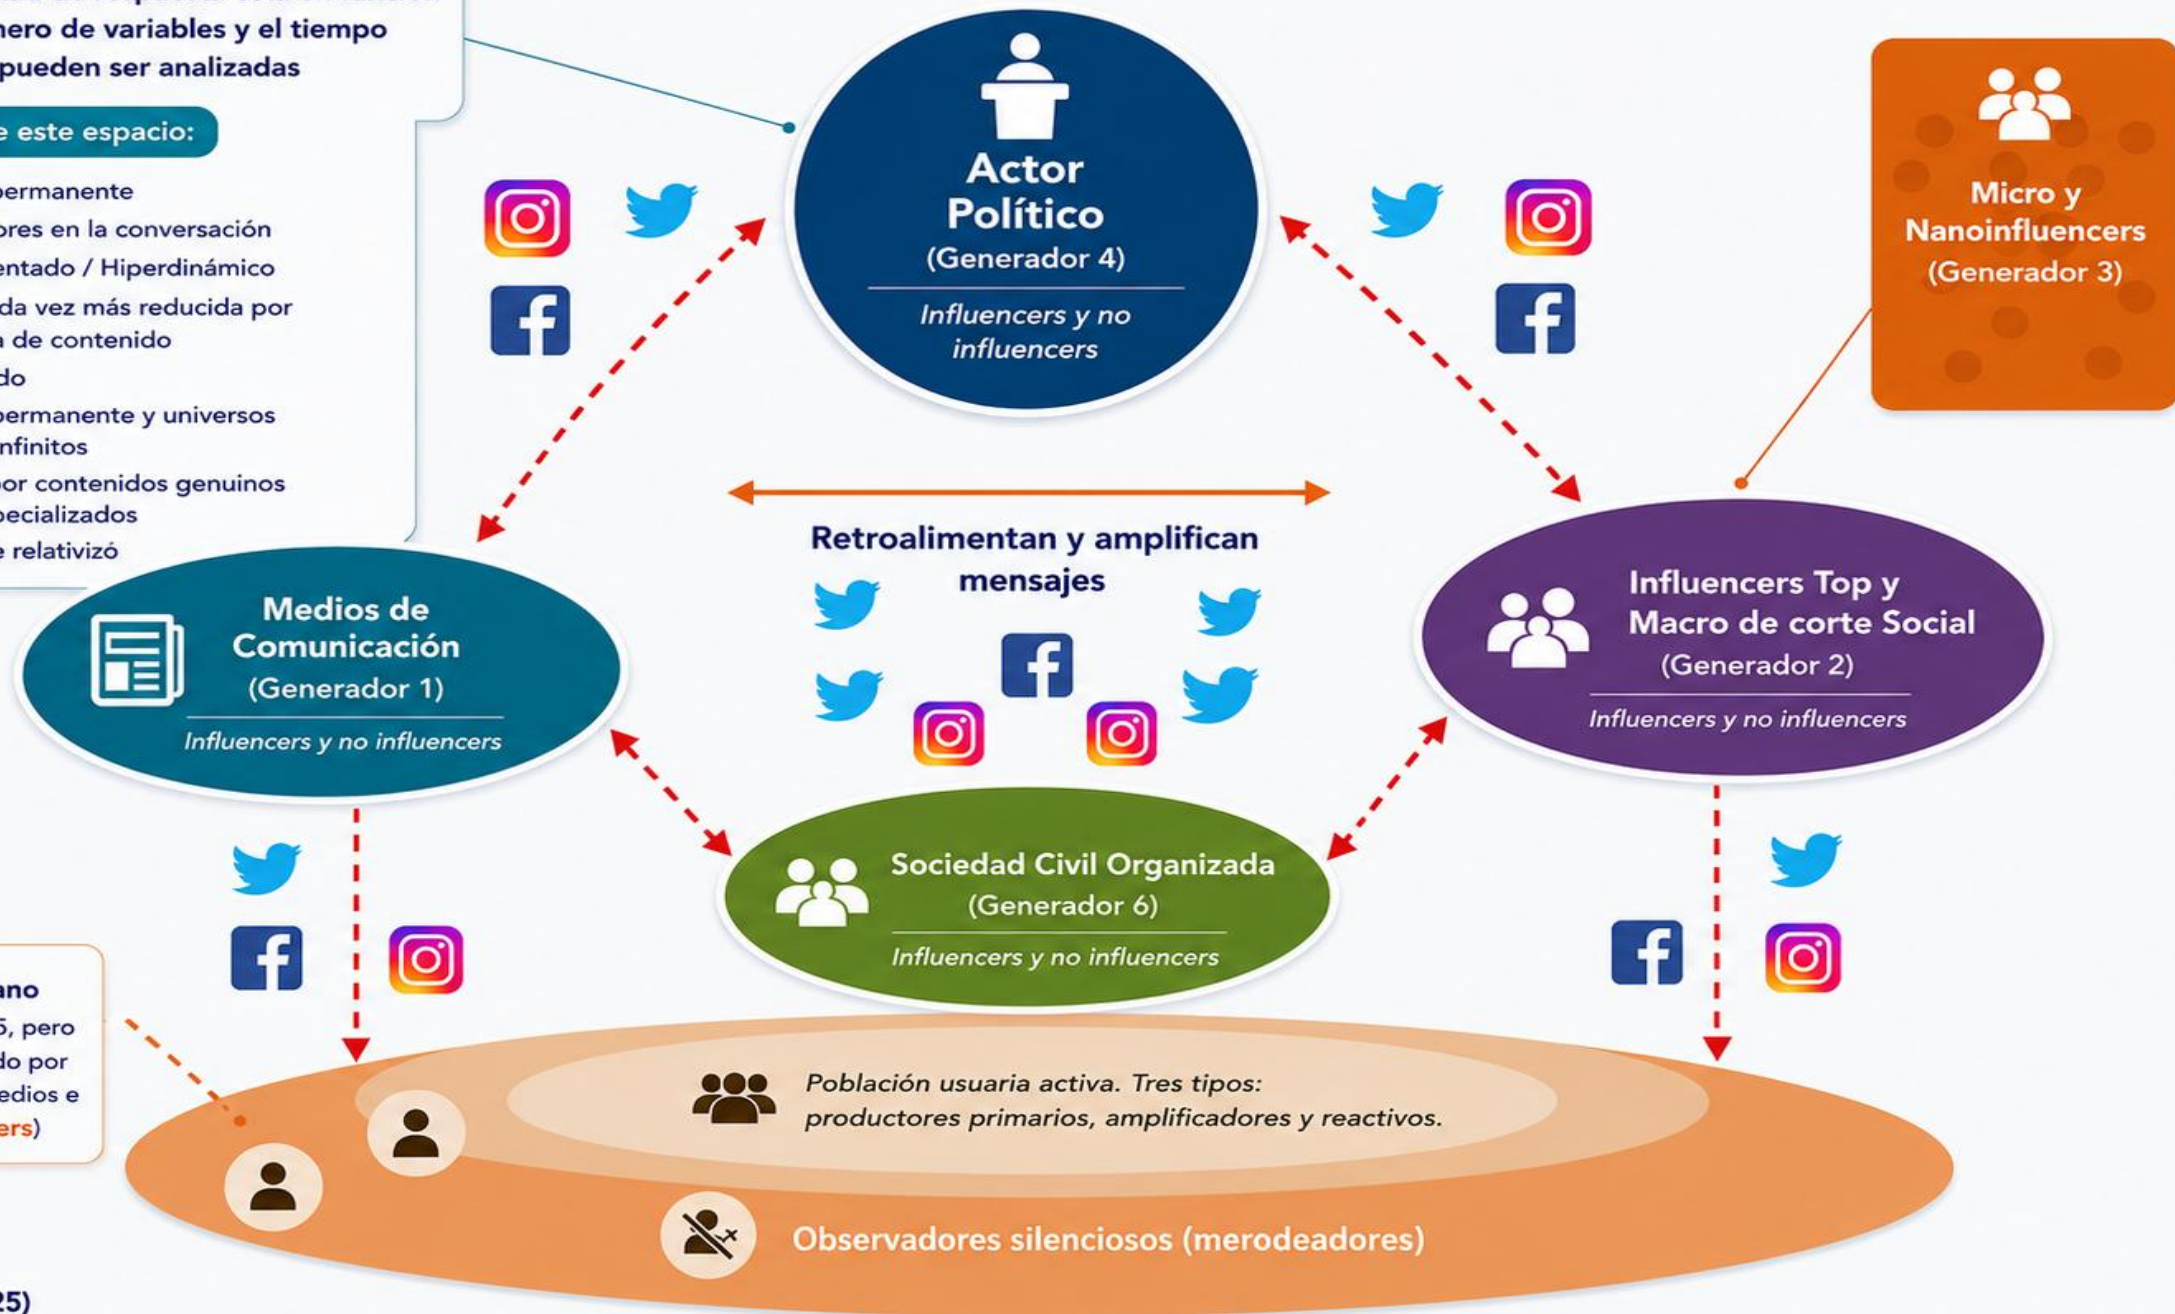 nero de variables y el tiempo
pueden ser analizadas
e este espacio:
permanente
ores en la conversación
entado / Hiperdinámico
da vez más reducida por
a de contenido
do
permanente y universos
nfinitos
por contenidos genuinos
pecializados
e relativizó
Actor
Político
(Generador 4)
Influencers y no
influencers
Micro y
Nanoinfluencers
(Generador 3)
Retroalimentan y amplifican
mensajes
Medios de
Comunicación
(Generador 1)
Influencers y no influencers
Influencers Top y
Macro de corte Social
(Generador 2)
Influencers y no influencers
Sociedad Civil Organizada
(Generador 6)
Influencers y no influencers
ano
5, pero
do por
edios e
ers)
Población usuaria activa. Tres tipos:
productores primarios, amplificadores y reactivos.
Observadores silenciosos (merodeadores)
25)